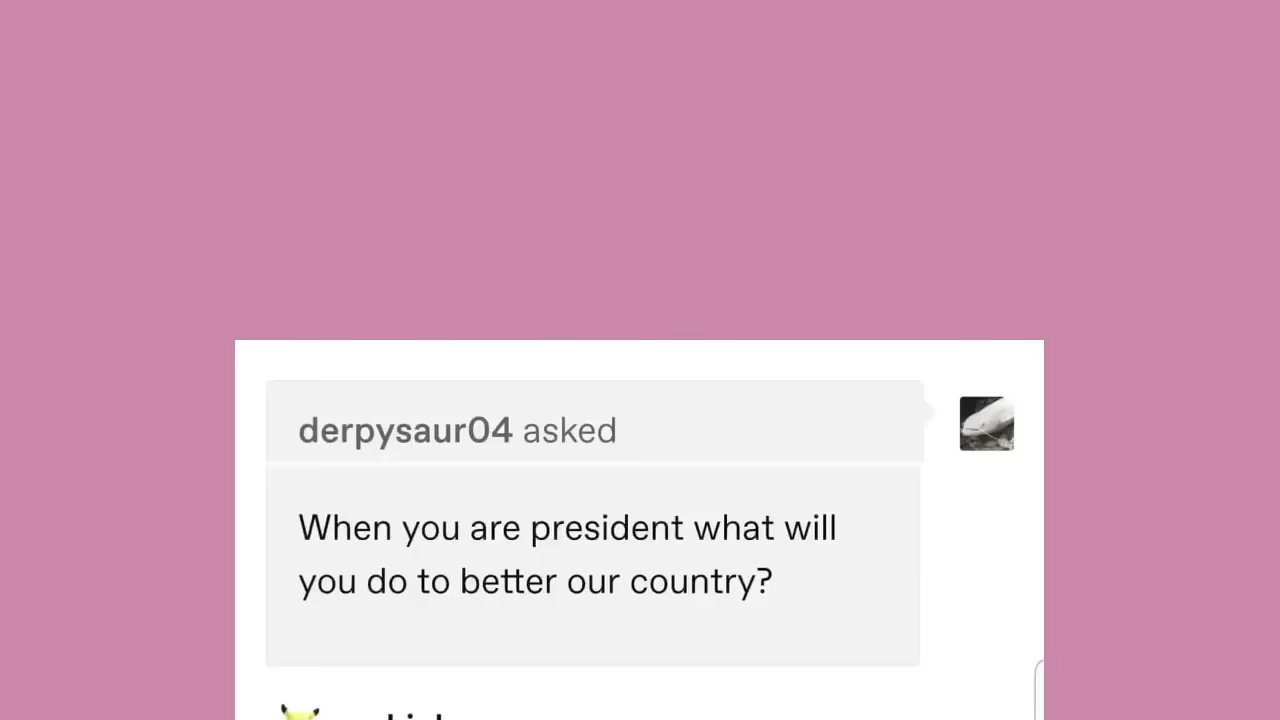 derpysaur04 asked
When you are president what will
you do to better our country?